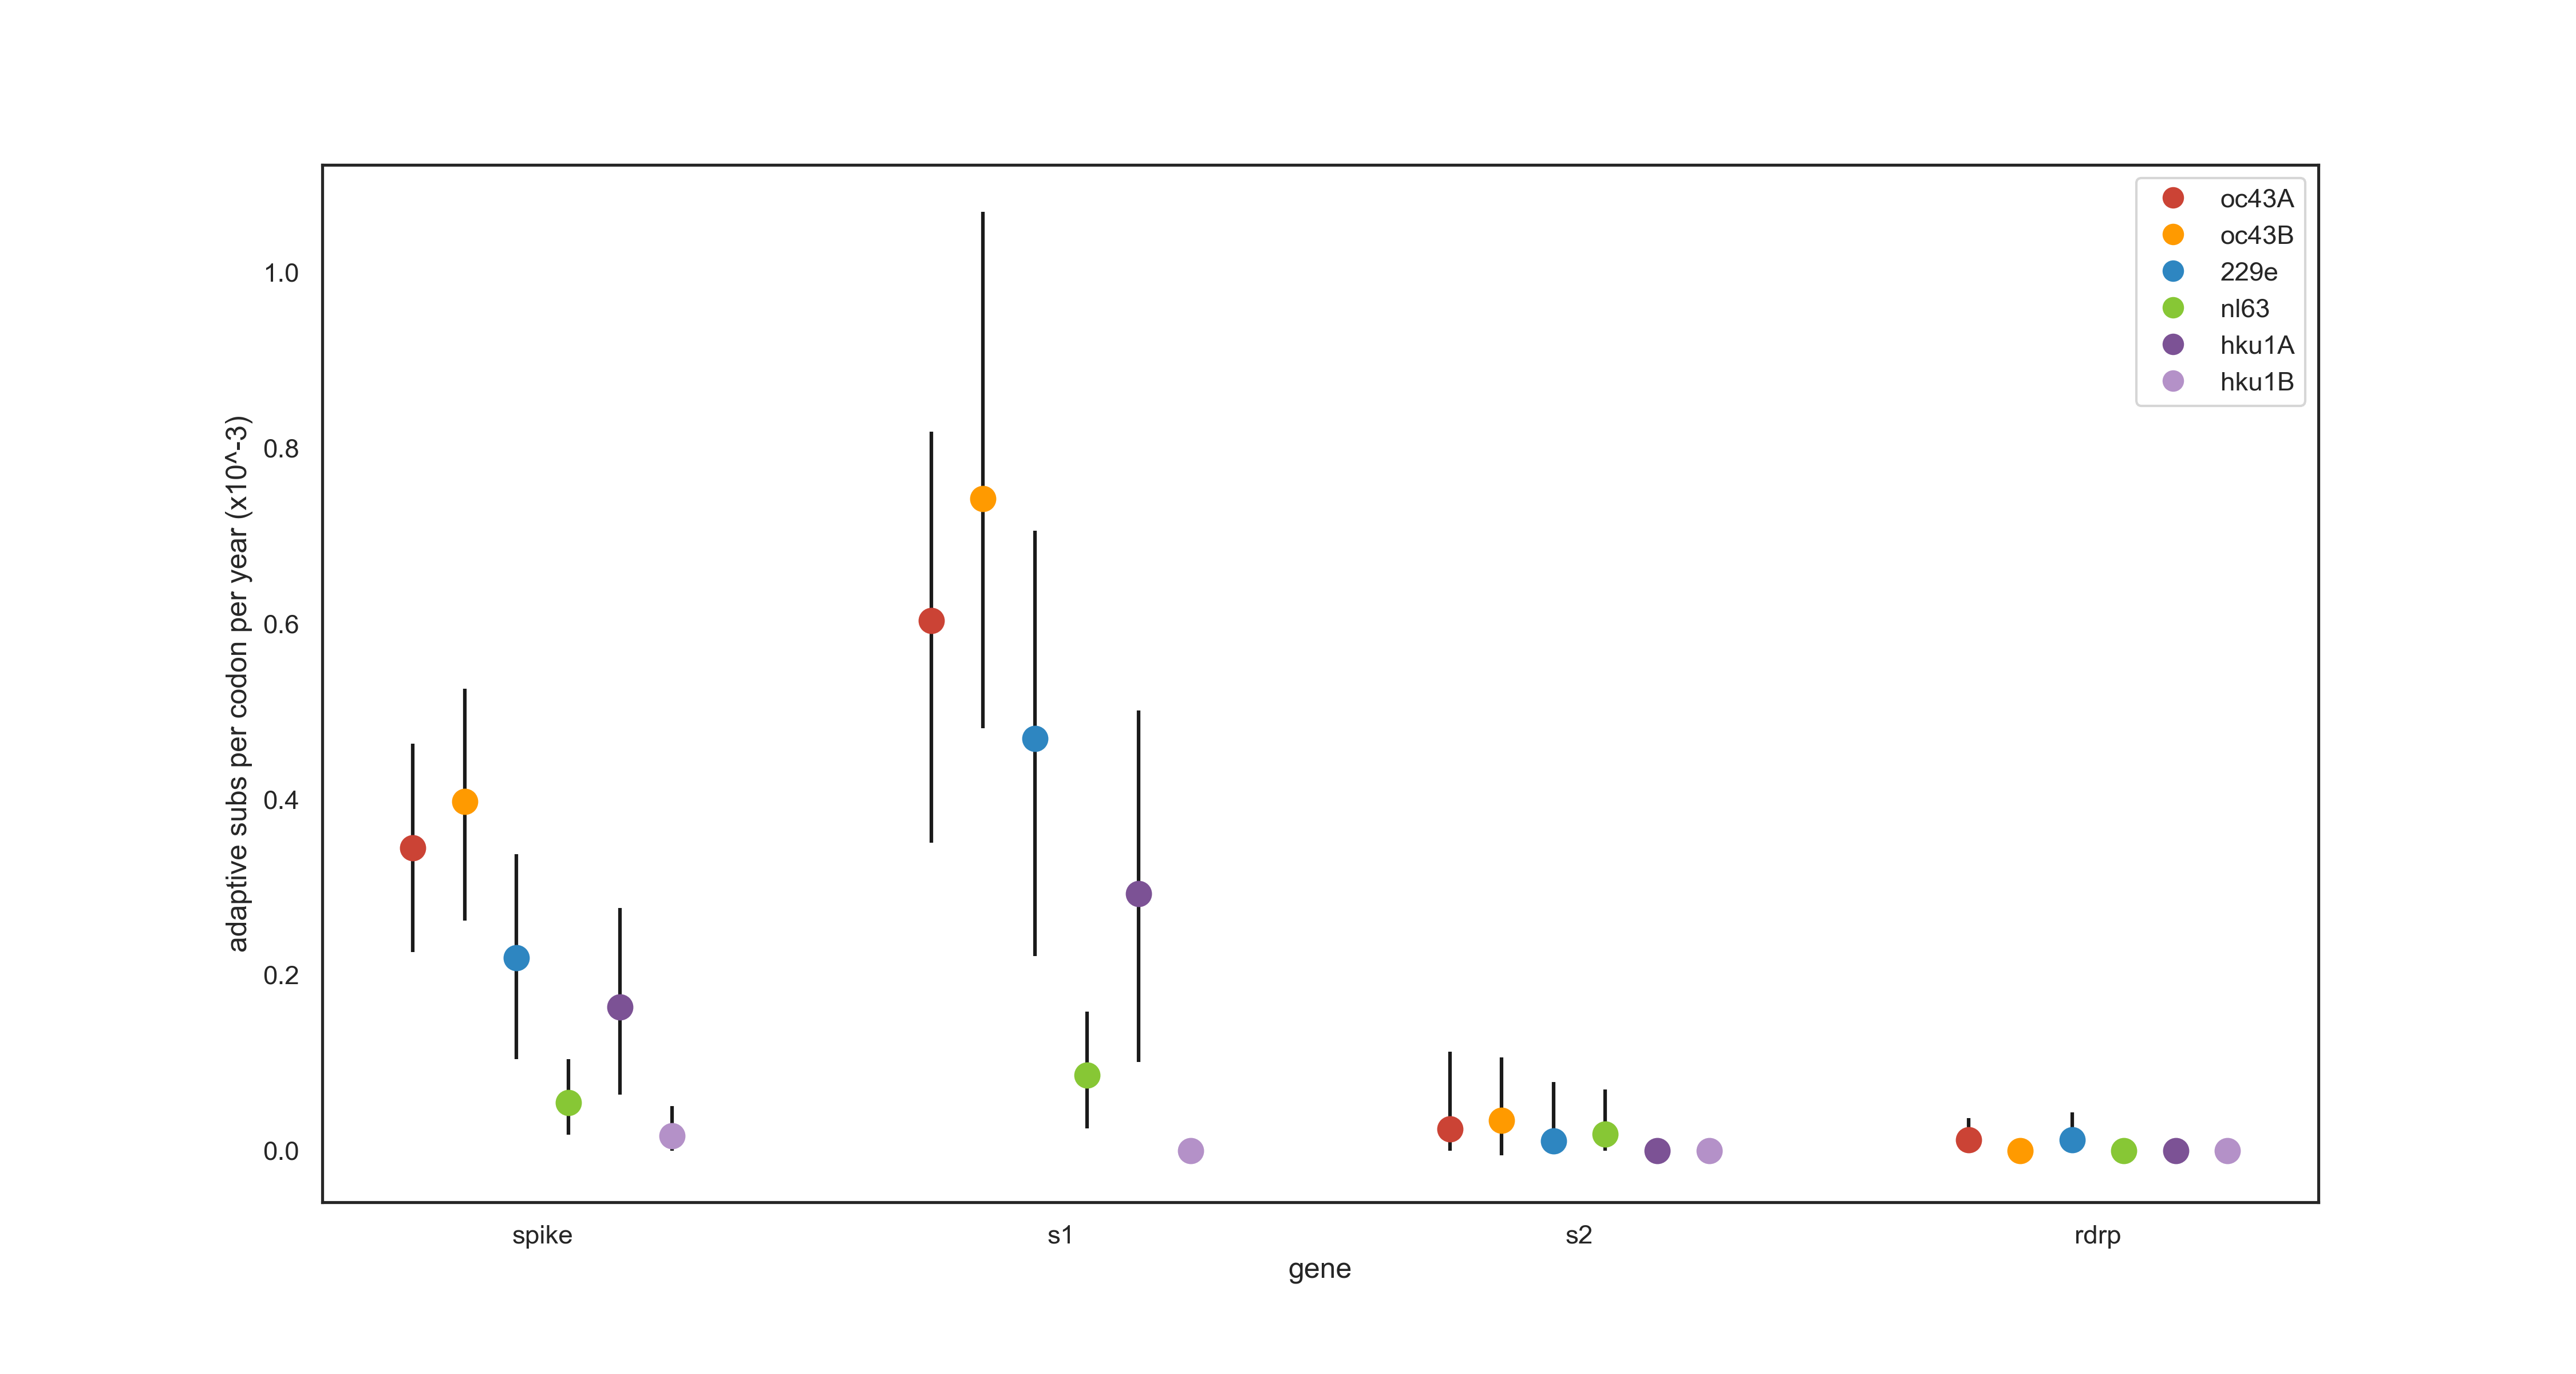 oc43A
oc43B
229e
nl63
hku1A
hku1B
1.0
0.8
0.6
0.4
0.2
0.0
adaptive subs per codon per year (x10^-3)
spike s1 s2 rdrp
gene